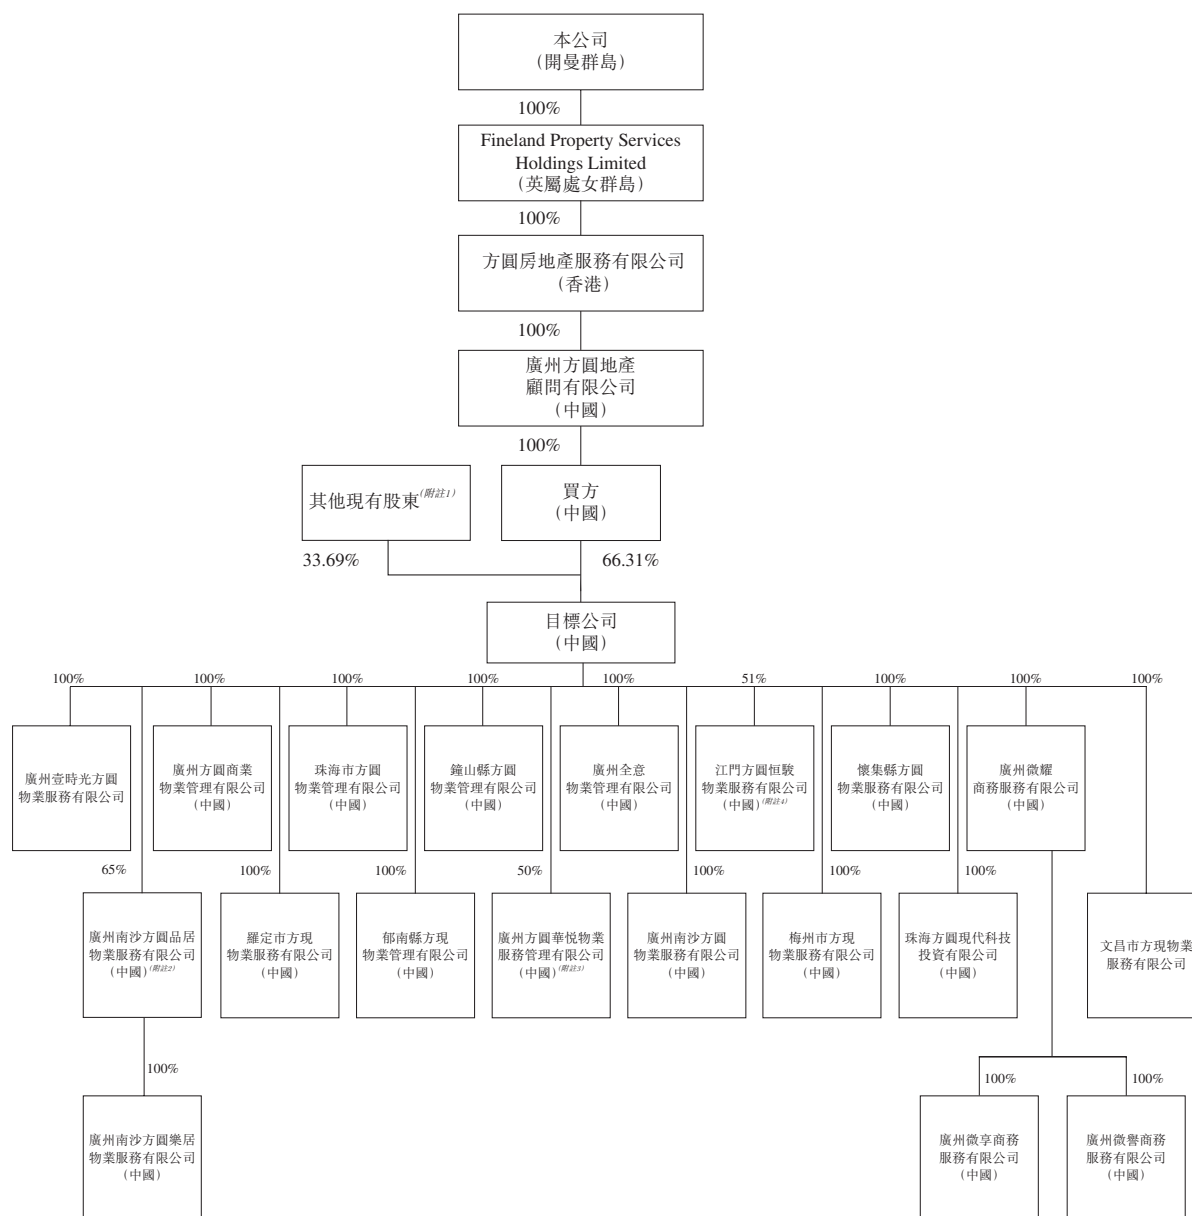 本公司
(開曼群島)
100%
Fineland Property Services
Holdings Limited
(英屬處女群島)
100%
方圓房地產服務有限公司
(香港)
100%
廣州方圓地產
顧問有限公司
(中國)
100%
其他現有股東(附註1)
買方
(中國)
33.69%
66.31%
目標公司
(中國)
100%
100%
100%
100%
100%
51%
100%
100%
100%
廣州壹時光方圓
物業服務有限公司
廣州方圓商業
物業管理有限公司
(中國)
珠海市方圓
物業管理有限公司
(中國)
鐘山縣方圓
物業管理有限公司
(中國)
廣州全意
物業管理有限公司
(中國)
江門方圓恒駿
物業服務有限公司
(中國)(附註4)
懷集縣方圓
物業服務有限公司
(中國)
廣州微耀
商務服務有限公司
(中國)
65%
100%
100%
50%
100%
100%
100%
廣州南沙方圓品居
物業服務有限公司
(中國)(附註2)
羅定市方現
物業服務有限公司
(中國)
郁南縣方現
物業管理有限公司
(中國)
廣州方圓華悦物業
服務管理有限公司
(中國)(附註3)
廣州南沙方圓
物業服務有限公司
(中國)
梅州市方現
物業服務有限公司
(中國)
珠海方圓現代科技
投資有限公司
(中國)
文昌市方現物業
服務有限公司
100%
100%
100%
廣州南沙方圓樂居
物業服務有限公司
(中國)
廣州微享商務
服務有限公司
(中國)
廣州微譽商務
服務有限公司
(中國)